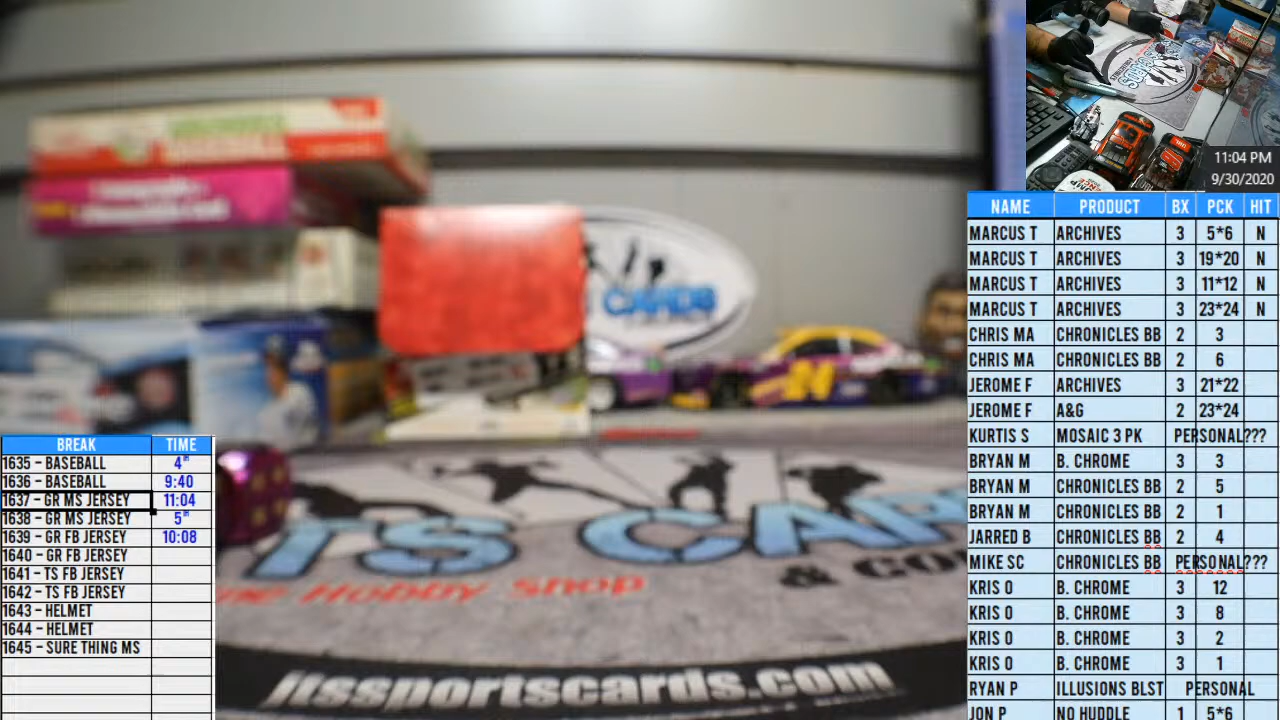 11:04 PM
9/30/2020
NAME PRODUCT BX PCK HIT
MARCUS T ARCHIVES 3 5*6 N
MARCUS T ARCHIVES 3 19*20 N
MARCUS T ARCHIVES 3 11*12 N
MARCUS T ARCHIVES 3 23*24 N
CHRIS MA CHRONICLES BB 2 3
CHRIS MA CHRONICLES BB 2 6
JEROME F ARCHIVES 3 21*22
JEROME F A&G 2 23*24
KURTIS S MOSAIC 3 PK PERSONAL???
BRYAN M B. CHROME 3 3
BRYAN M CHRONICLES BB 2 5
BRYAN M CHRONICLES BB 2 1
JARRED B CHRONICLES BB 2 4
MIKE SC CHRONICLES BB PERSONAL???
KRIS O B. CHROME 3 12
KRIS O B. CHROME 3 8
KRIS O B. CHROME 3 2
KRIS O B. CHROME 3 1
RYAN P ILLUSIONS BLST PERSONAL
JON P NO HUDDLE 1 5*6
BREAK TIME
1635 - BASEBALL 4th
1636 - BASEBALL 9:40
1637 - GR MS JERSEY 11:04
1638 - GR MS JERSEY 5th
1639 - GR FB JERSEY 10:08
1640 - GR FB JERSEY
1641 - TS FB JERSEY
1642 - TS FB JERSEY
1643 - HELMET
1644 - HELMET
1645 - SURE THING MS
CARDS
24
TS CAR
& CO
ne Hobby Shop
jtssportscards.com